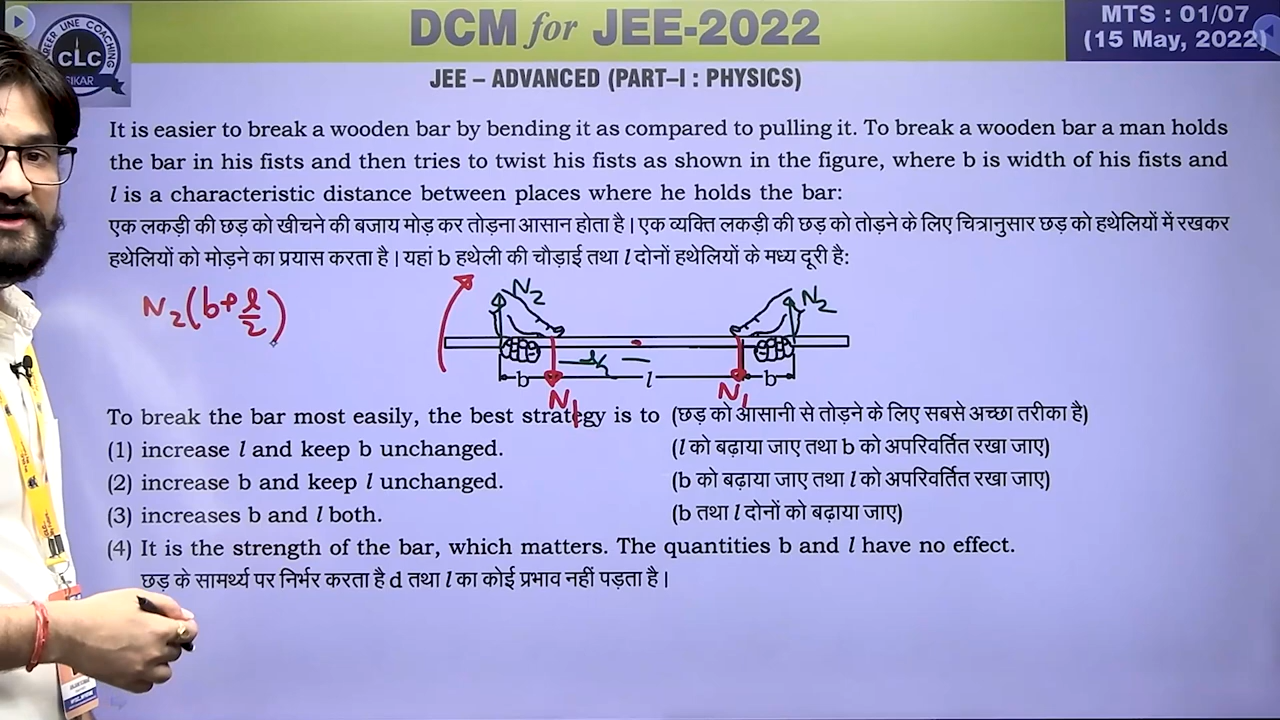 DCM for JEE-2022
MTS : 01/07
(15 May, 2022)
CAREER LINE COACHING
CLC
SIKAR
JEE – ADVANCED (PART–I : PHYSICS)
It is easier to break a wooden bar by bending it as compared to pulling it. To break a wooden bar a man holds
the bar in his fists and then tries to twist his fists as shown in the figure, where b is width of his fists and
l is a characteristic distance between places where he holds the bar:
एक लकड़ी की छड़ को खीचने की बजाय मोड़ कर तोड़ना आसान होता है। एक व्यक्ति लकड़ी की छड़ को तोड़ने के लिए चित्रानुसार छड़ को हथेलियों में रखकर
हथेलियों को मोड़ने का प्रयास करता है। यहां b हथेली की चौड़ाई तथा l दोनों हथेलियों के मध्य दूरी है:
N₂(b+l/2)
N₂
N₂
l/2
b
l
b
N₁
N₁
To break the bar most easily, the best strategy is to (छड़ को आसानी से तोड़ने के लिए सबसे अच्छा तरीका है)
(1) increase l and keep b unchanged. (l को बढ़ाया जाए तथा b को अपरिवर्तित रखा जाए)
(2) increase b and keep l unchanged. (b को बढ़ाया जाए तथा l को अपरिवर्तित रखा जाए)
(3) increases b and l both. (b तथा l दोनों को बढ़ाया जाए)
(4) It is the strength of the bar, which matters. The quantities b and l have no effect.
छड़ के सामर्थ्य पर निर्भर करता है d तथा l का कोई प्रभाव नहीं पड़ता है।